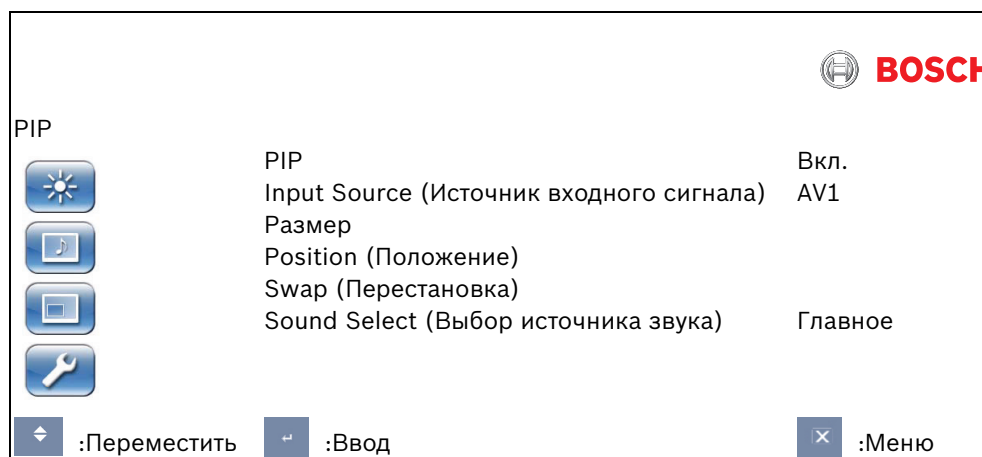 BOSCH
PIP
PIP Вкл.
Input Source (Источник входного сигнала) AV1
Размер
Position (Положение)
Swap (Перестановка)
Sound Select (Выбор источника звука) Главное
:Переместить :Ввод :Меню